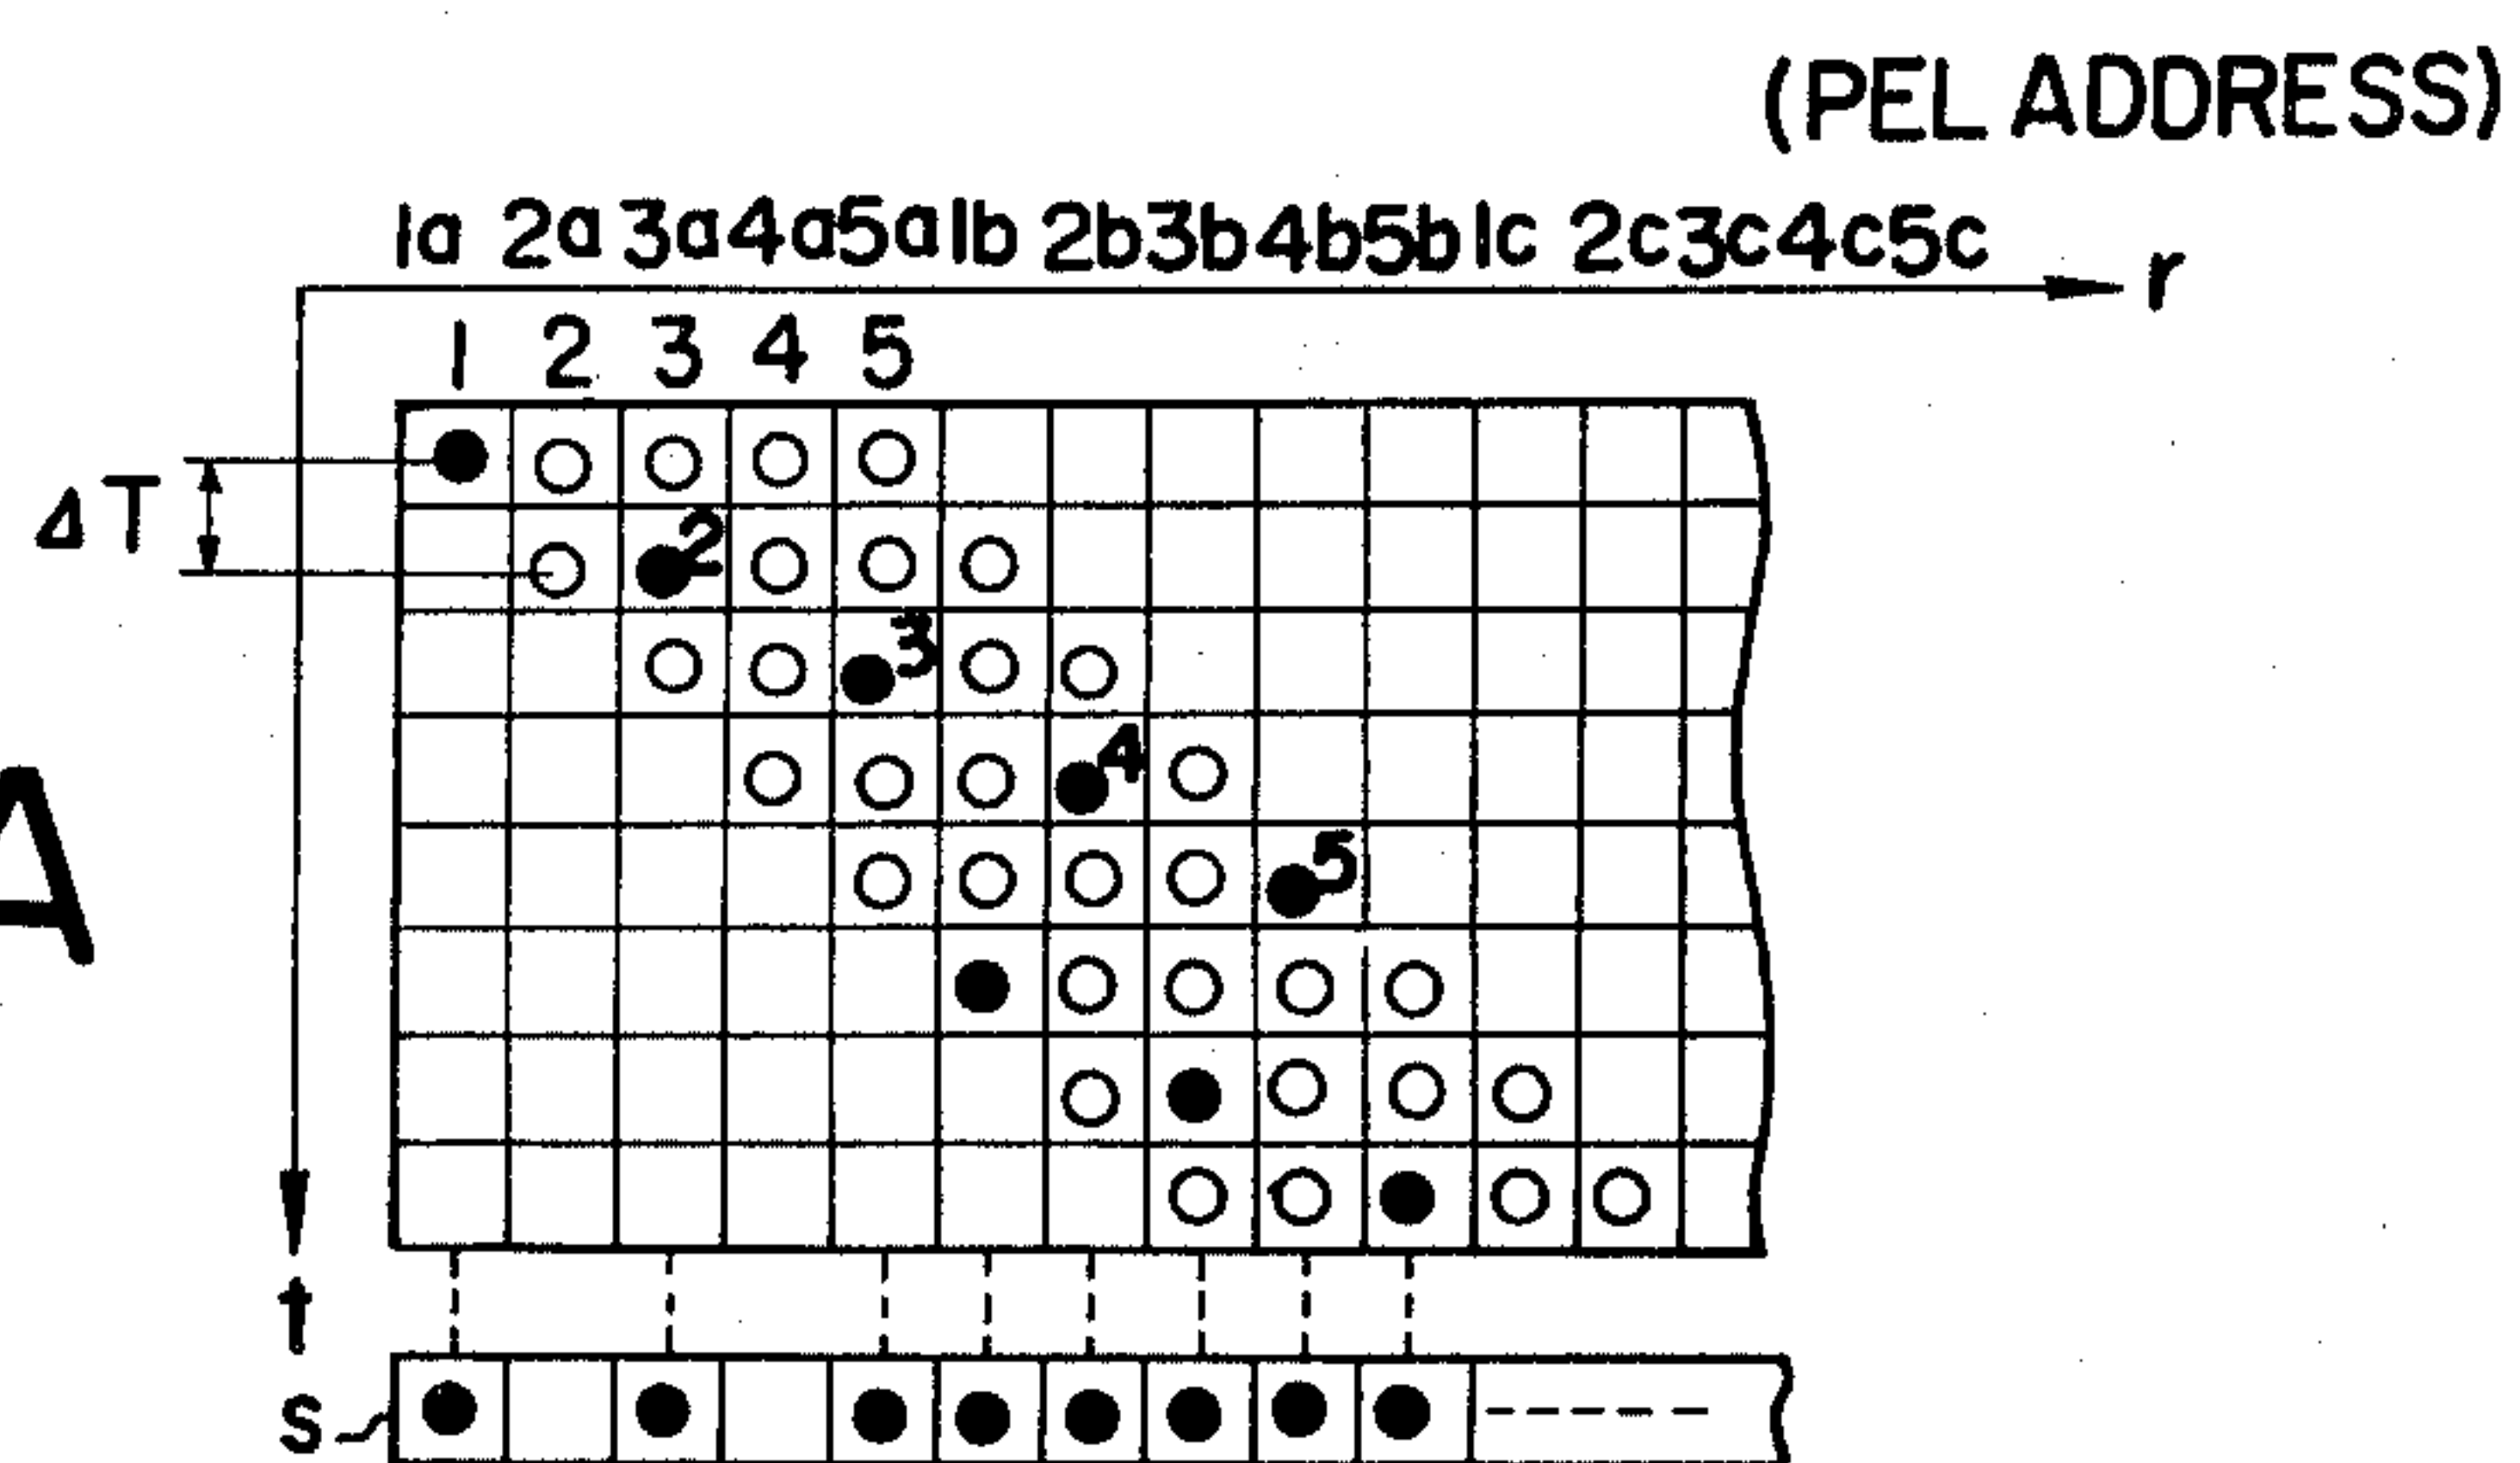 (PEL ADDRESS)
1a 2a 3a 4a 5a 1b 2b 3b 4b 5b 1c 2c 3c 4c 5c
r
1 2 3 4 5
ΔT
2
3
4
5
A
t
S